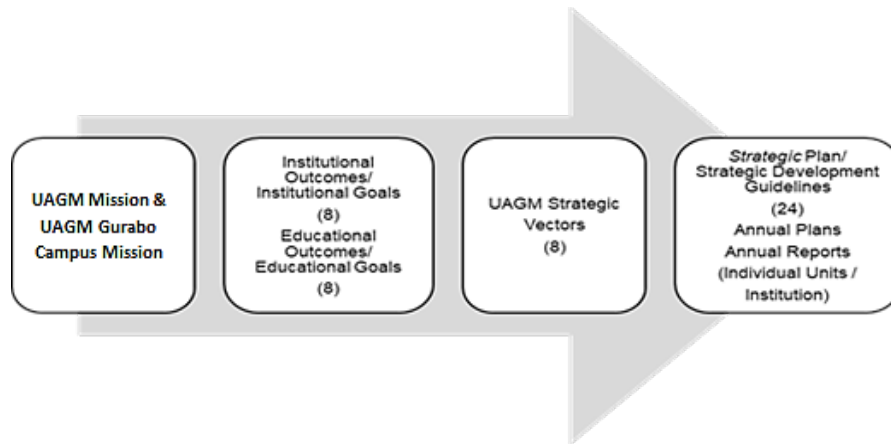 UAGM Mission &
UAGM Gurabo
Campus Mission
Institutional
Outcomes/
Institutional Goals
(8)
Educational
Outcomes/
Educational Goals
(8)
UAGM Strategic
Vectors
(8)
Strategic Plan/
Strategic Development
Guidelines
(24)
Annual Plans
Annual Reports
(Individual Units /
Institution)